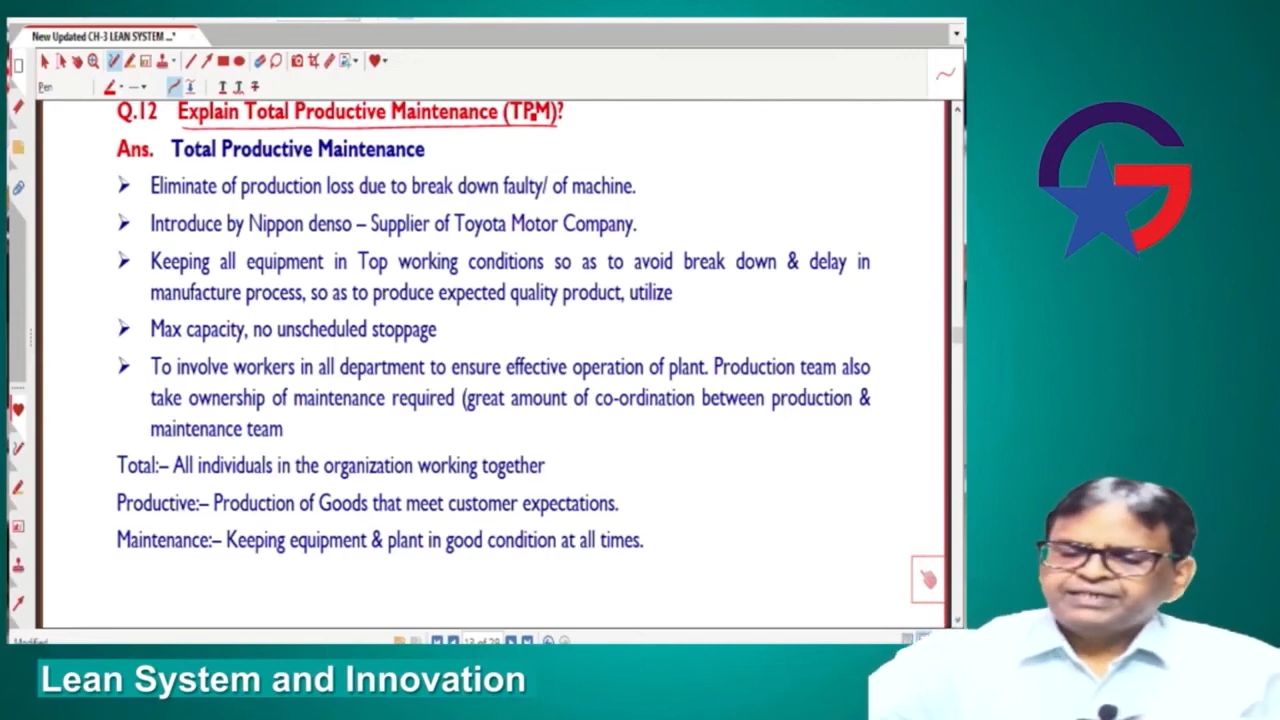 New Updated CH-3 LEAN SYSTEM ...*
Pen
T T T
Q.12 Explain Total Productive Maintenance (TPM)?
Ans. Total Productive Maintenance
➢ Eliminate of production loss due to break down faulty/ of machine.
➢ Introduce by Nippon denso – Supplier of Toyota Motor Company.
➢ Keeping all equipment in Top working conditions so as to avoid break down & delay in
manufacture process, so as to produce expected quality product, utilize
➢ Max capacity, no unscheduled stoppage
➢ To involve workers in all department to ensure effective operation of plant. Production team also
take ownership of maintenance required (great amount of co-ordination between production &
maintenance team
Total:– All individuals in the organization working together
Productive:– Production of Goods that meet customer expectations.
Maintenance:– Keeping equipment & plant in good condition at all times.
Modified
13 of 29
Lean System and Innovation
G